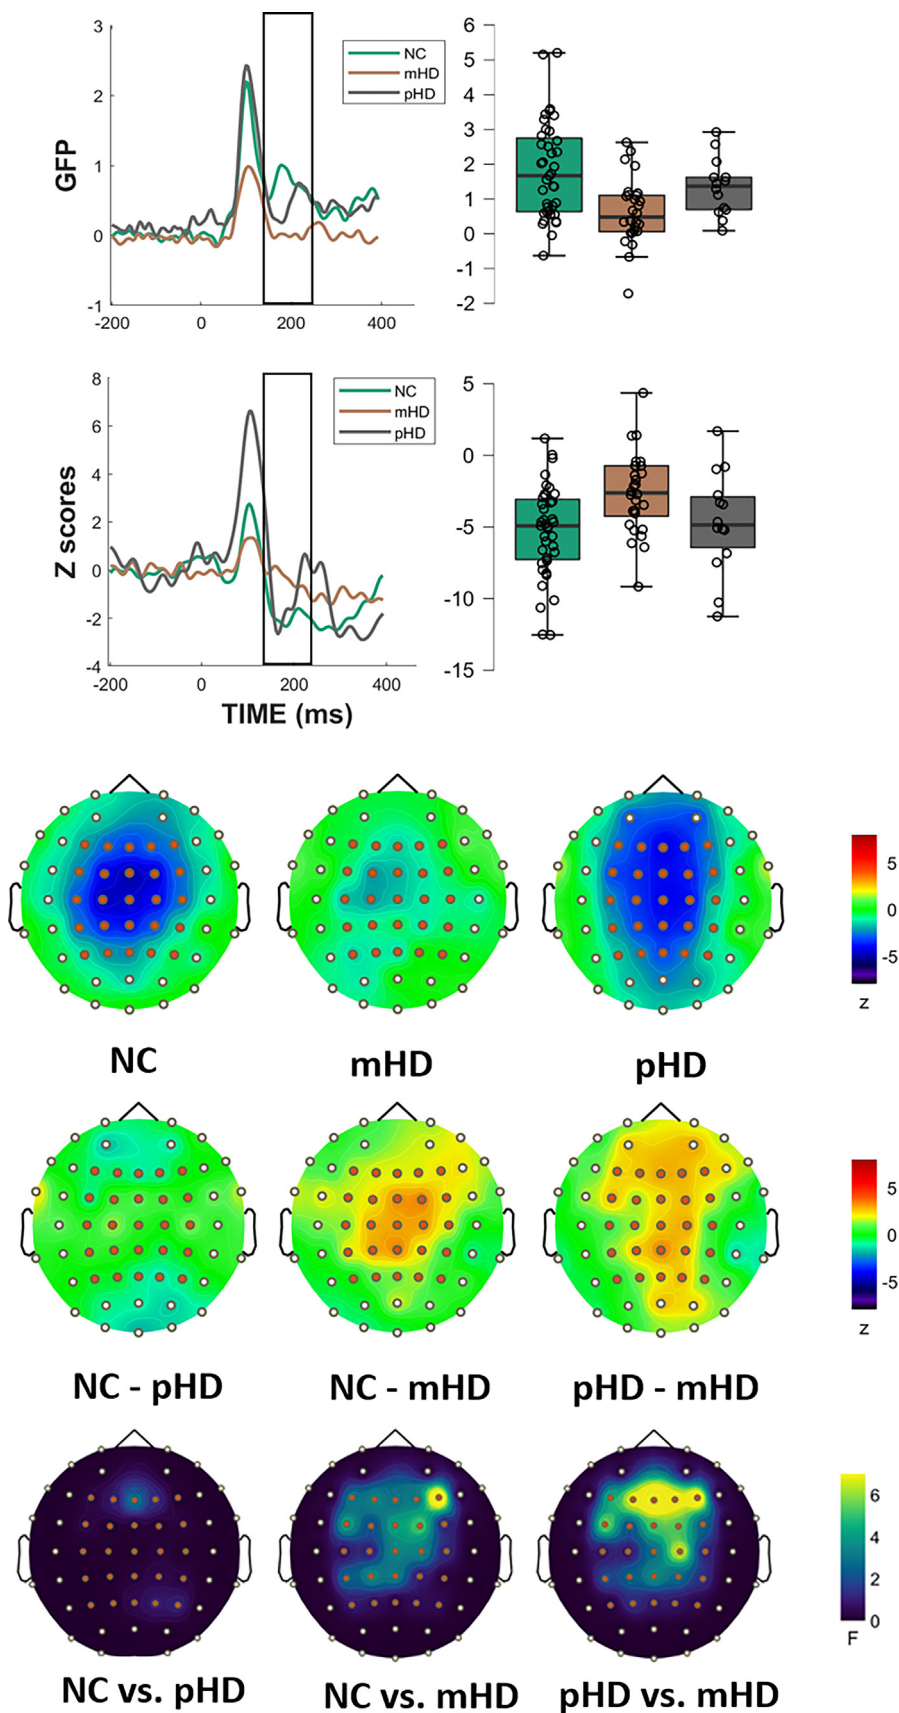 3
2
1
0
-1
GFP
-200
0
200
400
NC
mHD
pHD
6
5
4
3
2
1
0
-1
-2
8
6
4
2
0
-2
-4
Z scores
-200
0
200
400
TIME (ms)
NC
mHD
pHD
5
0
-5
-10
-15
5
0
-5
z
NC
mHD
pHD
5
0
-5
z
NC - pHD
NC - mHD
pHD - mHD
6
4
2
0
F
NC vs. pHD
NC vs. mHD
pHD vs. mHD